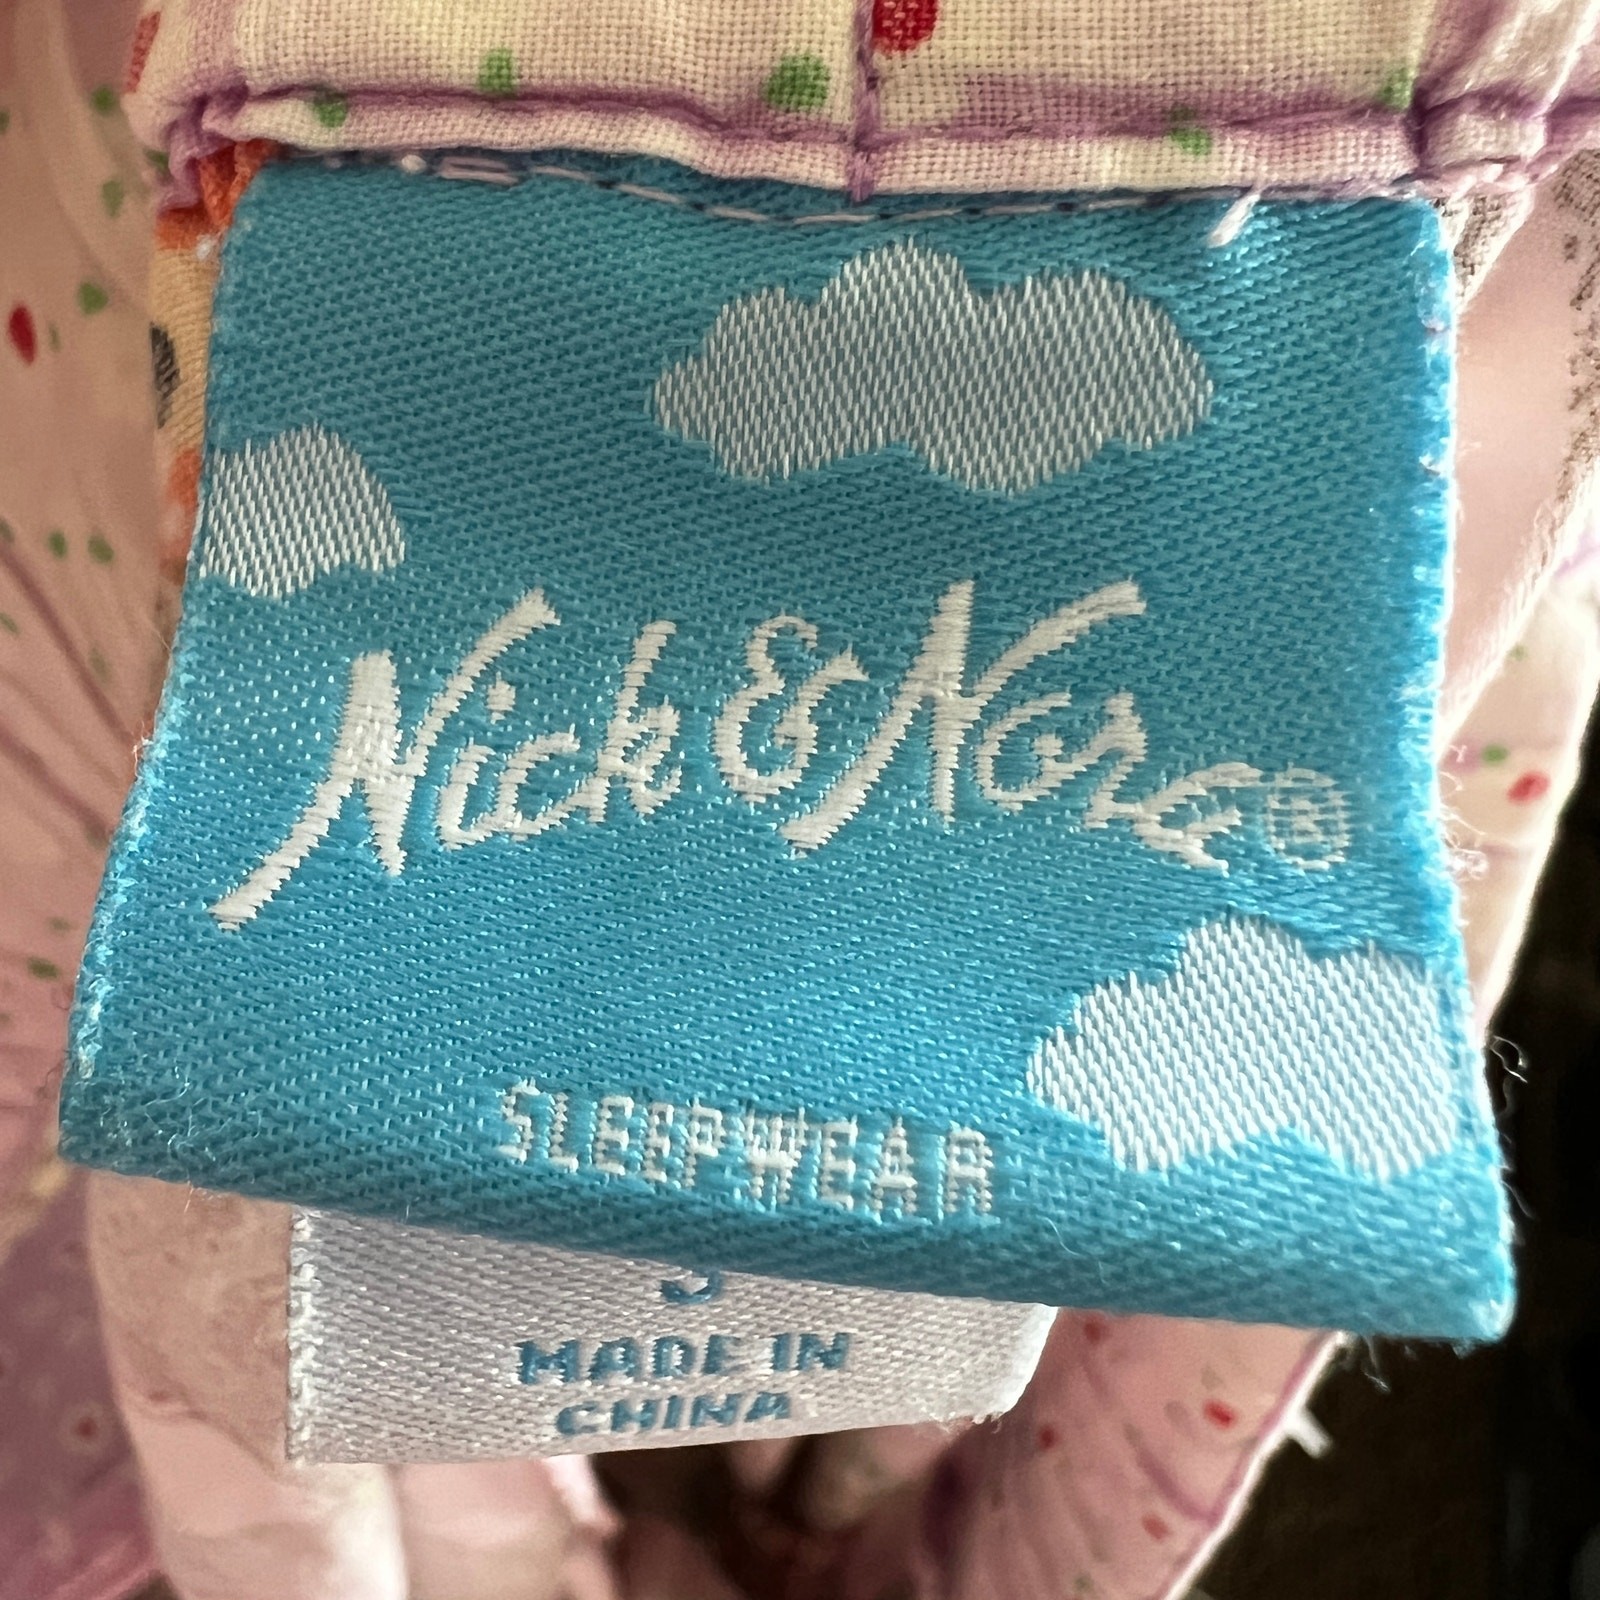 Nick & Nora®
SLEEPWEAR
MADE IN
CHINA